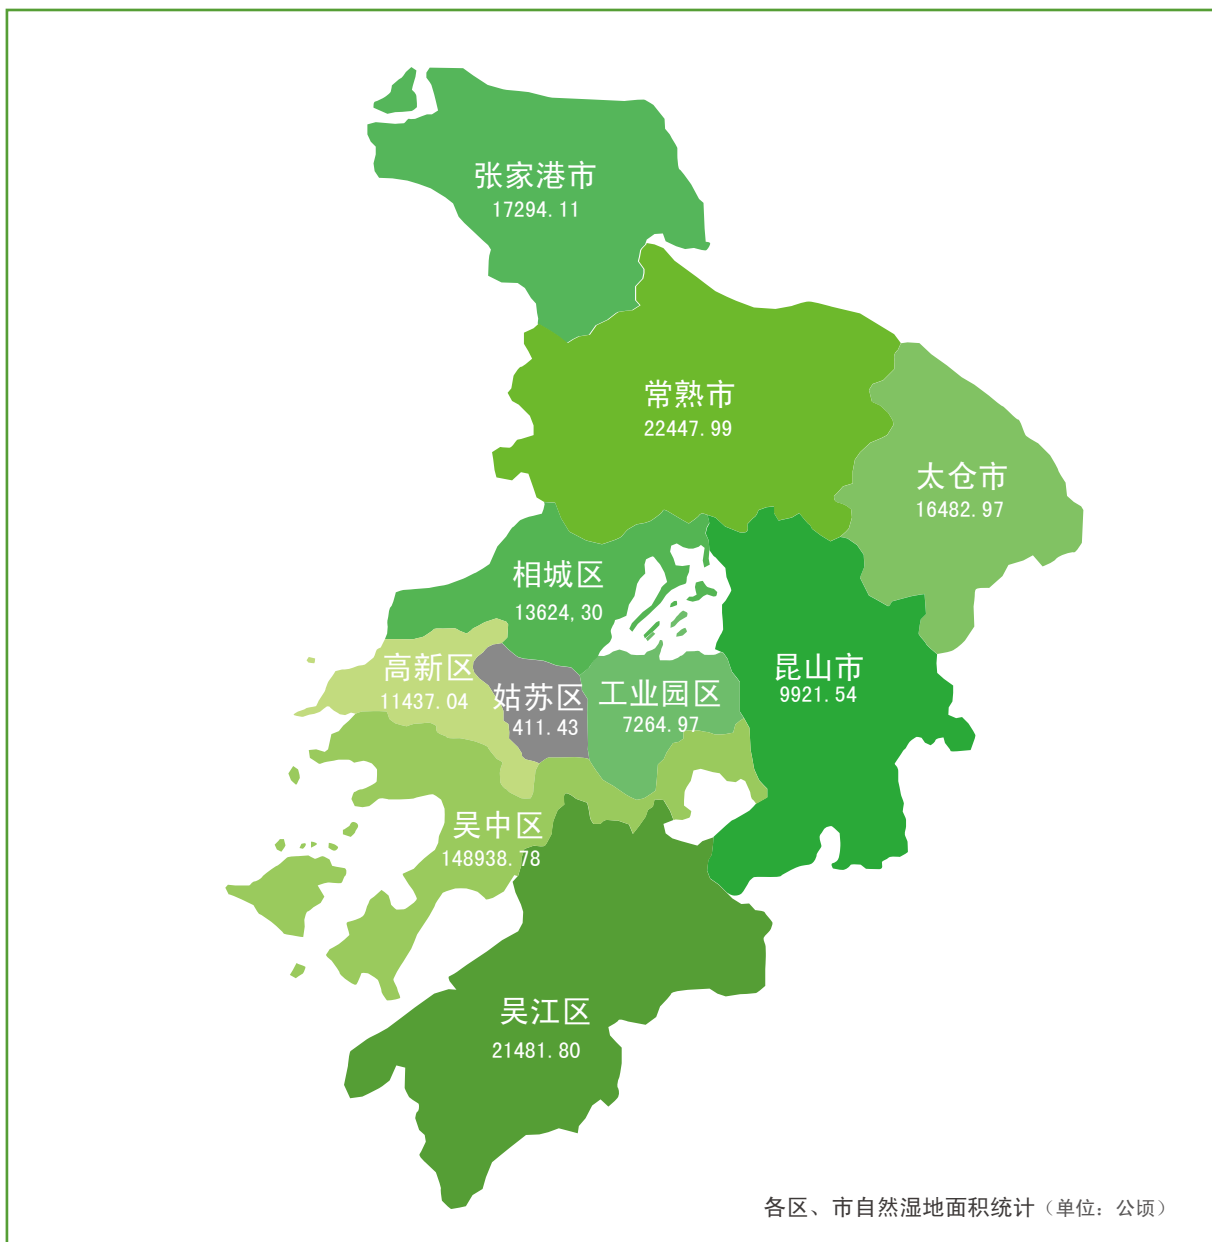 张家港市
17294.11
常熟市
22447.99
太仓市
16482.97
相城区
13624,30
高新区
11437.04
姑苏区
411.43
工业园区
7264.97
昆山市
9921.54
吴中区
148938.78
吴江区
21481.80
各区、市自然湿地面积统计（单位：公顷）